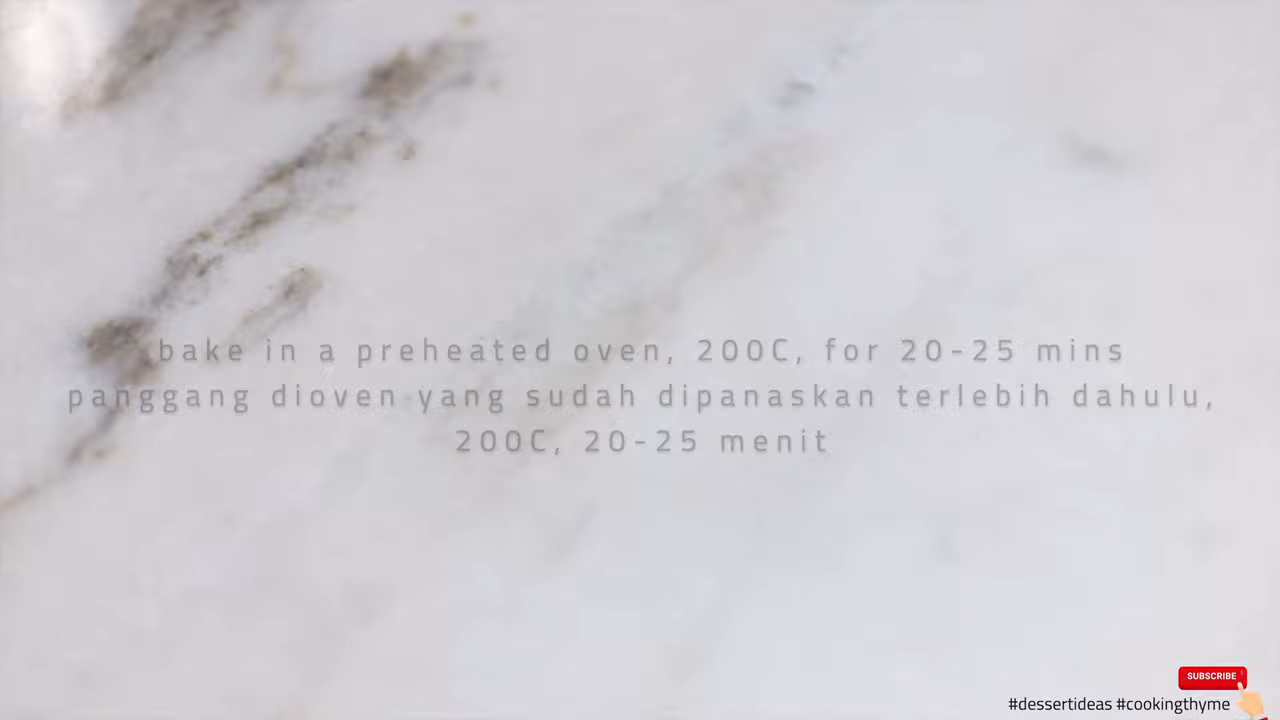 bake in a preheated oven, 200C, for 20-25 mins
panggang dioven yang sudah dipanaskan terlebih dahulu,
200C, 20-25 menit
SUBSCRIBE
#dessertideas #cookingthyme